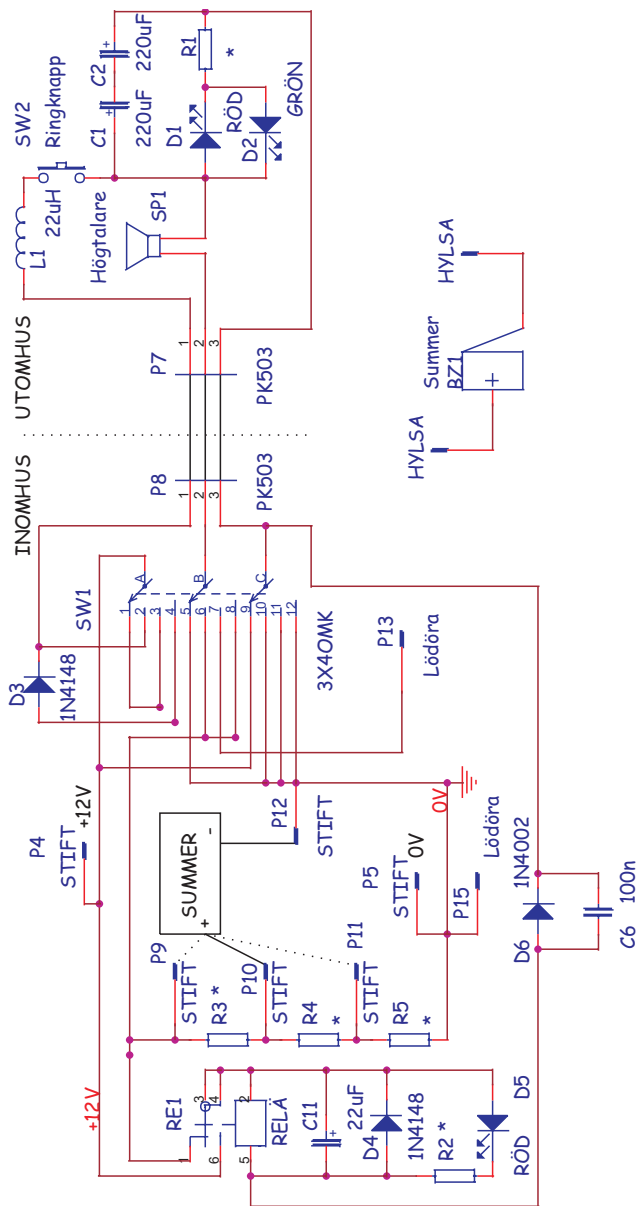 +12V
RE1
1
3
4
6
5
2
RELÄ
C11
+
22uF
D4
1N4148
R2
*
RÖD
D5
P4
STIFT
+12V
P9
STIFT
R3
*
P10
STIFT
R4
*
P11
STIFT
R5
*
SUMMER
+
-
P12
STIFT
P5
STIFT
0V
0V
P15
Lödöra
D6
1N4002
C6
100n
D3
1N4148
SW1
1
2
3
4
5
6
7
8
9
10
11
12
A
B
C
3X4OMK
P13
Lödöra
INOMHUS
UTOMHUS
P8
1
2
3
PK503
P7
1
2
3
PK503
L1
22uH
SW2
Ringknapp
Högtalare
SP1
C1
+
220uF
C2
+
220uF
D1
RÖD
D2
GRÖN
R1
*
HYLSA
Summer
BZ1
+
HYLSA